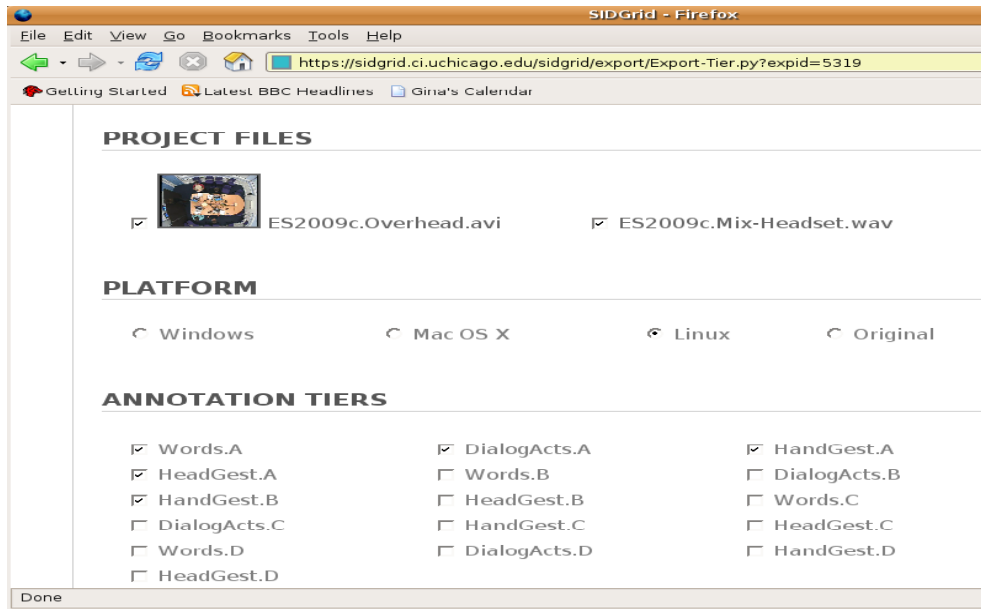 SIDGrid - Firefox
File Edit View Go Bookmarks Tools Help
https://sidgrid.ci.uchicago.edu/sidgrid/export/Export-Tier.py?expid=5319
Getting Started Latest BBC Headlines Gina's Calendar
PROJECT FILES
ES2009c.Overhead.avi ES2009c.Mix-Headset.wav
PLATFORM
Windows Mac OS X Linux Original
ANNOTATION TIERS
Words.A DialogActs.A HandGest.A
HeadGest.A Words.B DialogActs.B
HandGest.B HeadGest.B Words.C
DialogActs.C HandGest.C HeadGest.C
Words.D DialogActs.D HandGest.D
HeadGest.D
Done